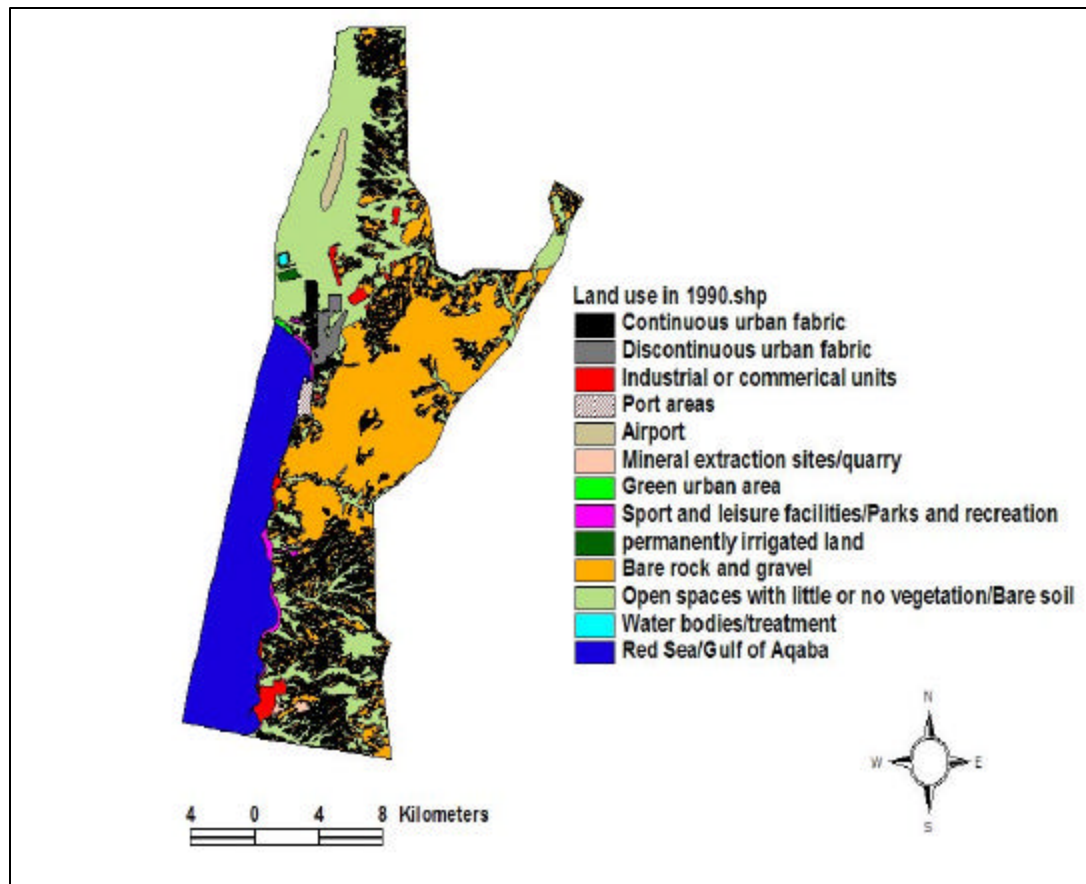 Land use in 1990.shp
Continuous urban fabric
Discontinuous urban fabric
Industrial or commerical units
Port areas
Airport
Mineral extraction sites/quarry
Green urban area
Sport and leisure facilities/Parks and recreation
permanently irrigated land
Bare rock and gravel
Open spaces with little or no vegetation/Bare soil
Water bodies/treatment
Red Sea/Gulf of Aqaba
N
W E
S
4 0 4 8 Kilometers